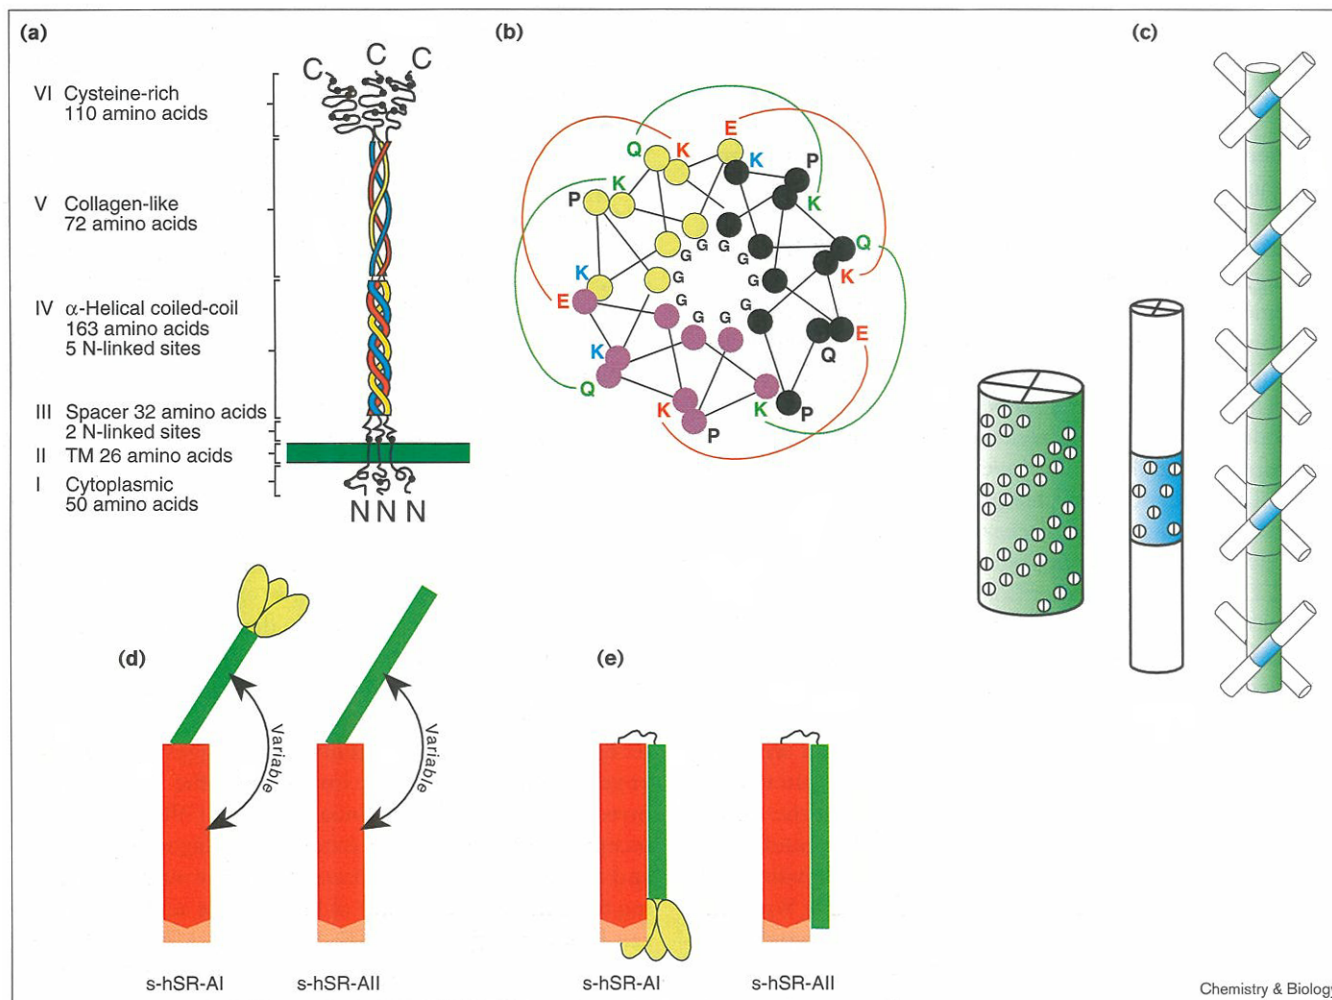 (a)
C
C
C
VI Cysteine-rich
110 amino acids
V Collagen-like
72 amino acids
IV α-Helical coiled-coil
163 amino acids
5 N-linked sites
III Spacer 32 amino acids
2 N-linked sites
II TM 26 amino acids
I Cytoplasmic
50 amino acids
N N N
(b)
E
Q
K
K
P
K
P
K
G
G
G
G
Q
G
K
G
K
E
G
G
G
K
Q
E
Q
K
K
P
P
(c)
(d)
Variable
Variable
s-hSR-AI
s-hSR-AII
(e)
s-hSR-AI
s-hSR-AII
Chemistry & Biology